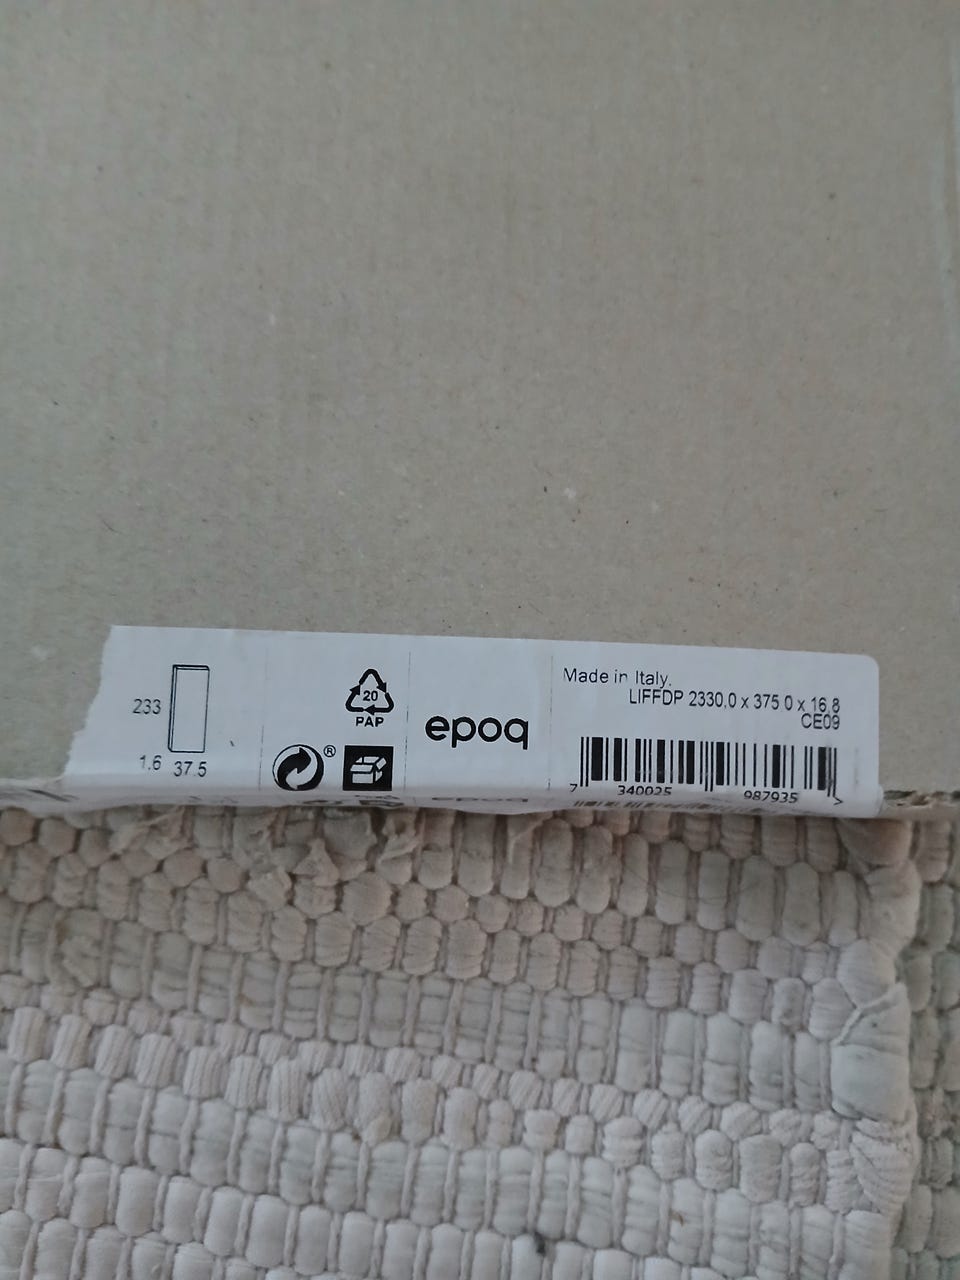 233
1.6 37.5
20
PAP
®
epoq
Made in Italy.
LIFFDP 2330,0 x 375 0 x 16,8
CE09
7 340025 987935 >
epoq